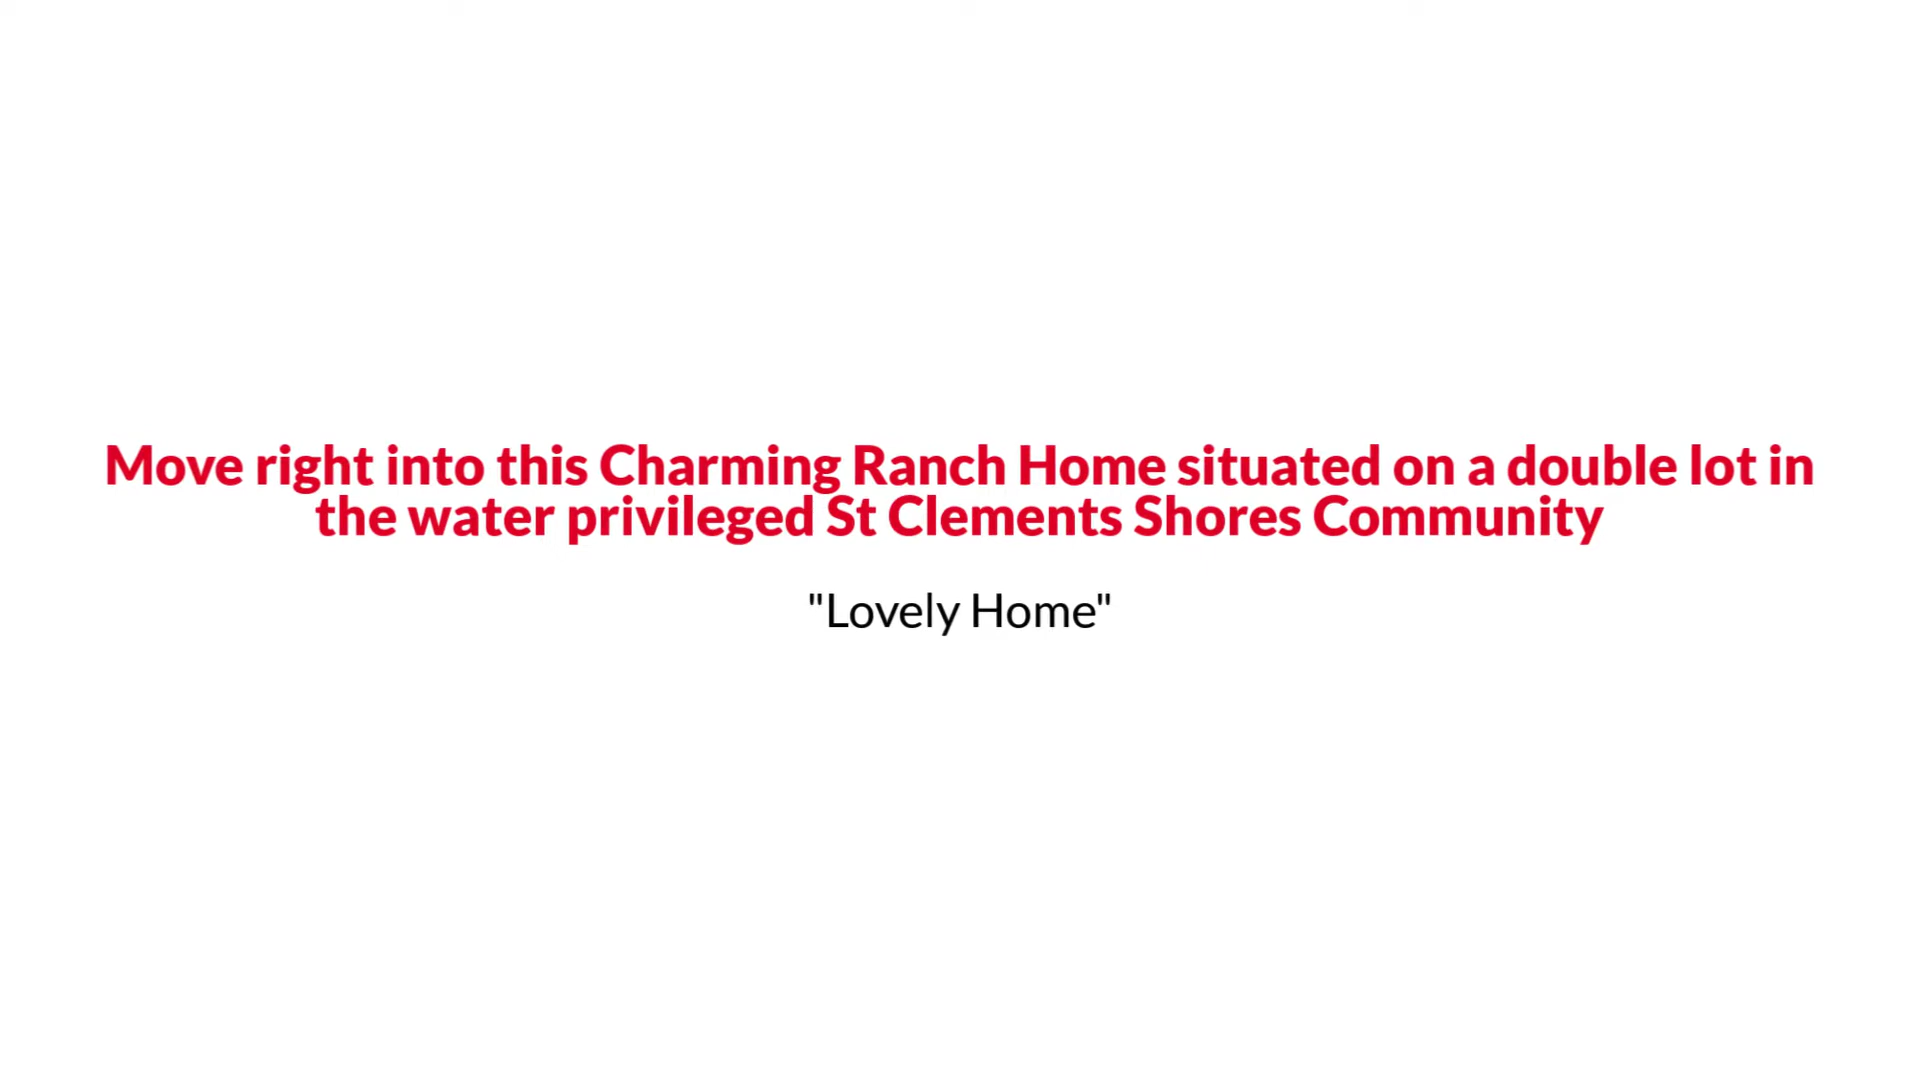 Move right into this Charming Ranch Home situated on a double lot in
the water privileged St Clements Shores Community
"Lovely Home"